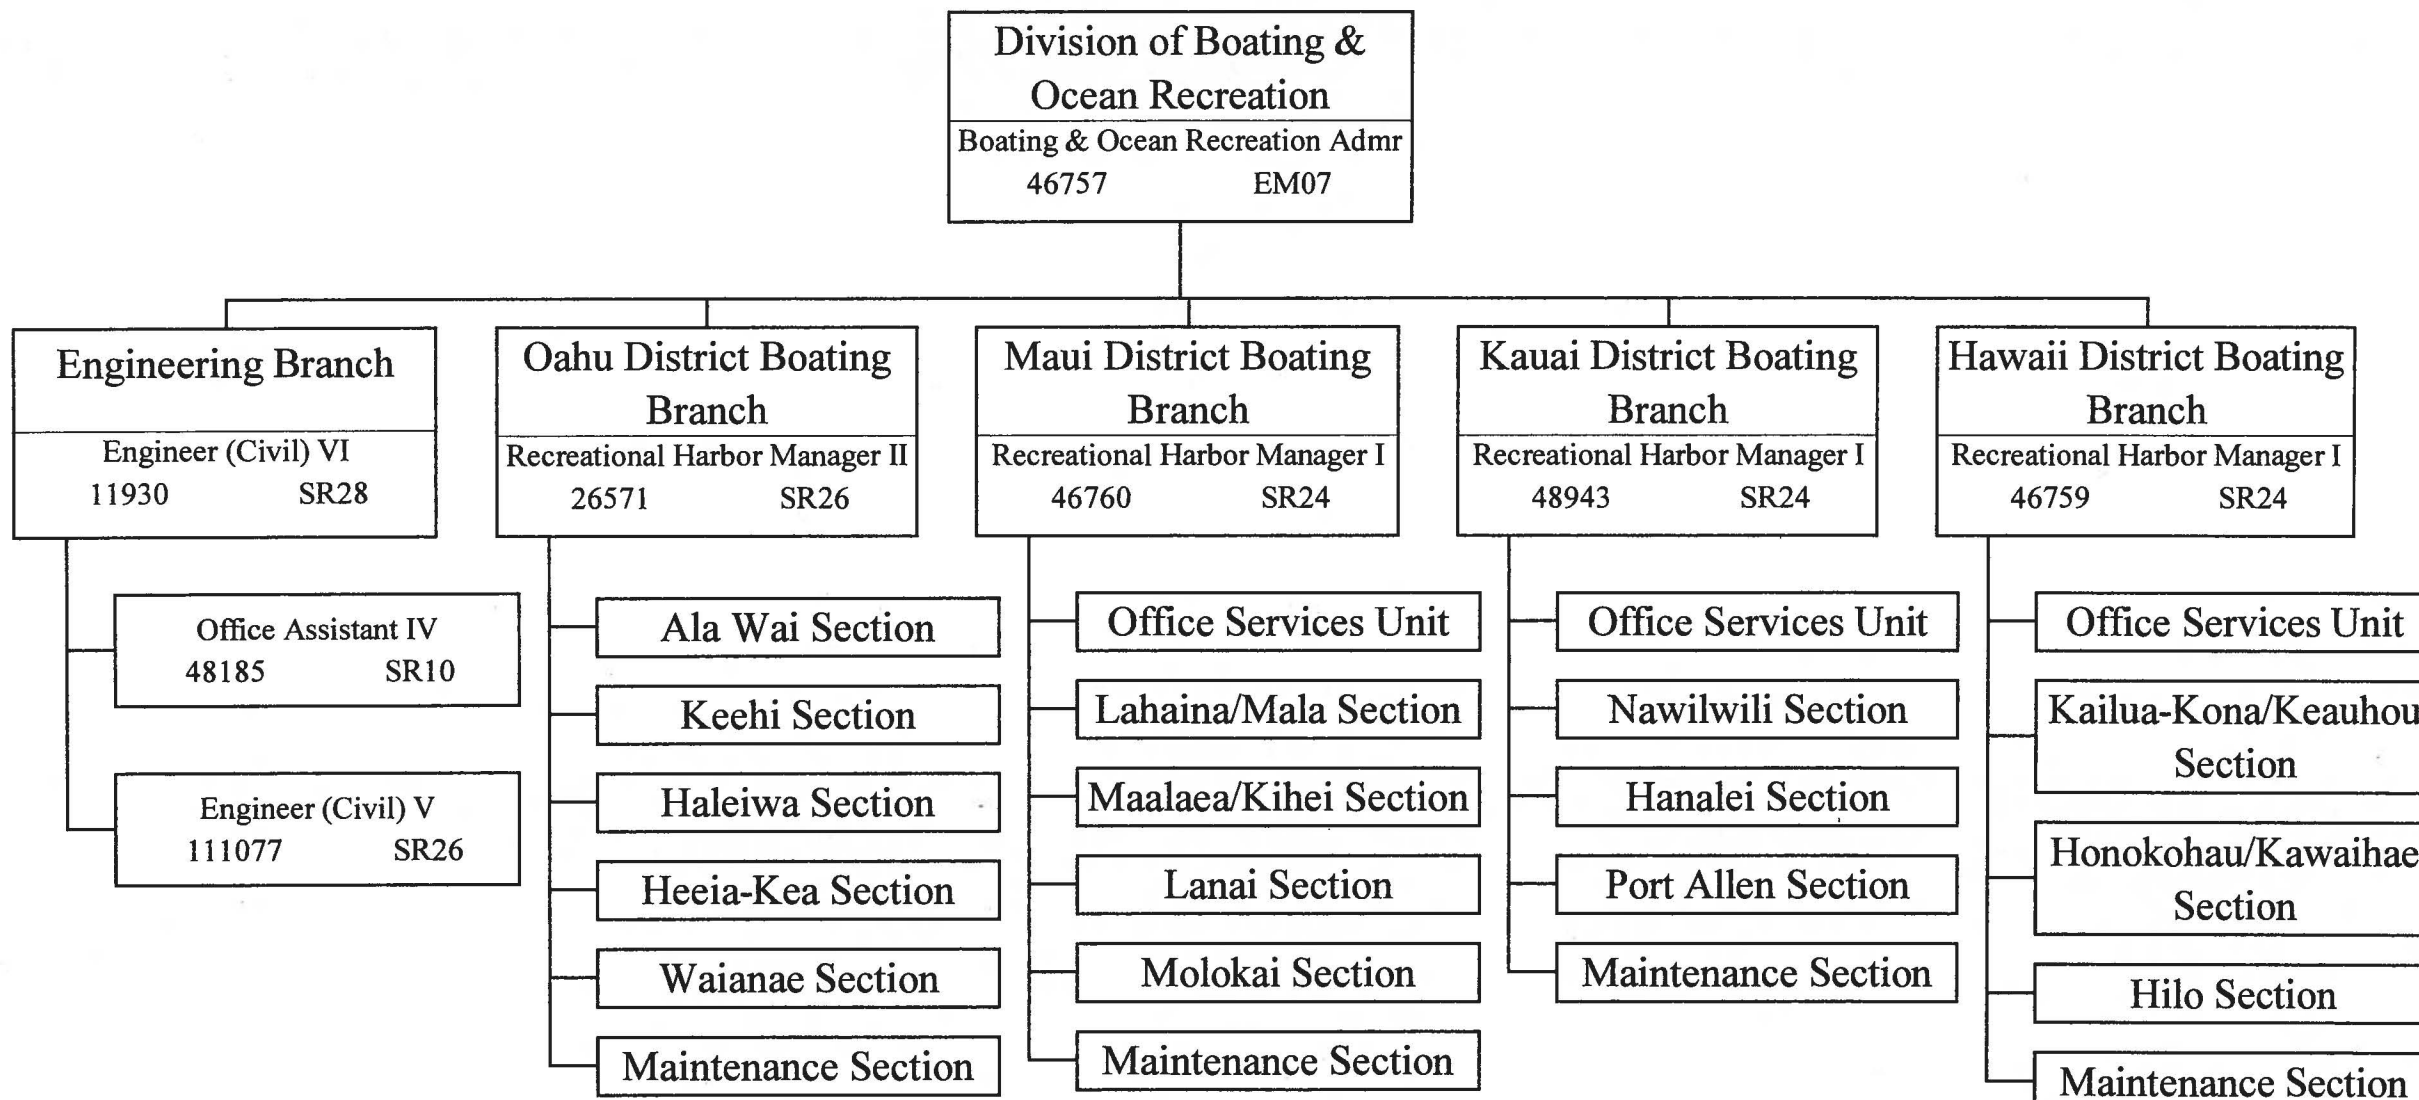 Division of Boating &
Ocean Recreation
Boating & Ocean Recreation Admr
46757 EM07
Engineering Branch
Engineer (Civil) VI
11930 SR28
Office Assistant IV
48185 SR10
Engineer (Civil) V
111077 SR26
Oahu District Boating
Branch
Recreational Harbor Manager II
26571 SR26
Ala Wai Section
Keehi Section
Haleiwa Section
Heeia-Kea Section
Waianae Section
Maintenance Section
Maui District Boating
Branch
Recreational Harbor Manager I
46760 SR24
Office Services Unit
Lahaina/Mala Section
Maalaea/Kihei Section
Lanai Section
Molokai Section
Maintenance Section
Kauai District Boating
Branch
Recreational Harbor Manager I
48943 SR24
Office Services Unit
Nawilwili Section
Hanalei Section
Port Allen Section
Maintenance Section
Hawaii District Boating
Branch
Recreational Harbor Manager I
46759 SR24
Office Services Unit
Kailua-Kona/Keauhou
Section
Honokohau/Kawaihae
Section
Hilo Section
Maintenance Section